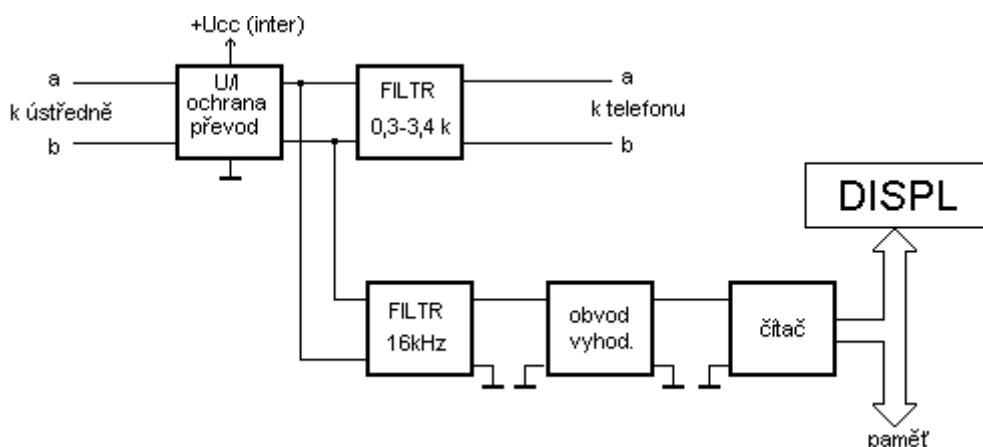 +Ucc (inter)
a
k ústředně
b
U/I
ochrana
převod
FILTR
0,3-3,4 k
a
k telefonu
b
DISPL
FILTR
16kHz
obvod
vyhod.
čítač
paměť